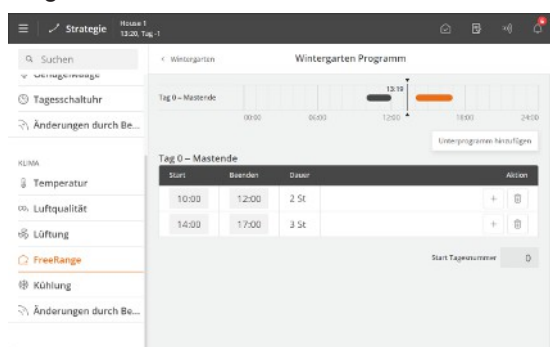 Strategie
House 1
13:20, Tag -1
Suchen
Wintergarten
Wintergarten Programm
Geflügelwaage
Tagesschaltuhr
Änderungen durch Be...
KLIMA
Temperatur
CO₂ Luftqualität
Lüftung
FreeRange
Kühlung
Änderungen durch Be...
13:19
Tag 0 – Mastende
00:00 06:00 12:00 18:00 24:00
Unterprogramm hinzufügen
Tag 0 – Mastende
Start Beenden Dauer Aktion
10:00 12:00 2 St
14:00 17:00 3 St
Start Tagesnummer 0